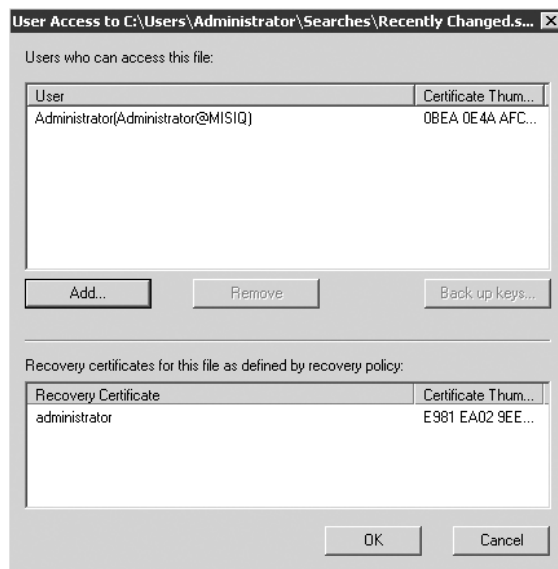 User Access to C:\Users\Administrator\Searches\Recently Changed.s...
Users who can access this file:
User Certificate Thum...
Administrator(Administrator@MISIQ) 0BEA 0E4A AFC...
Add... Remove Back up keys...
Recovery certificates for this file as defined by recovery policy:
Recovery Certificate Certificate Thum...
administrator E981 EA02 9EE...
OK Cancel